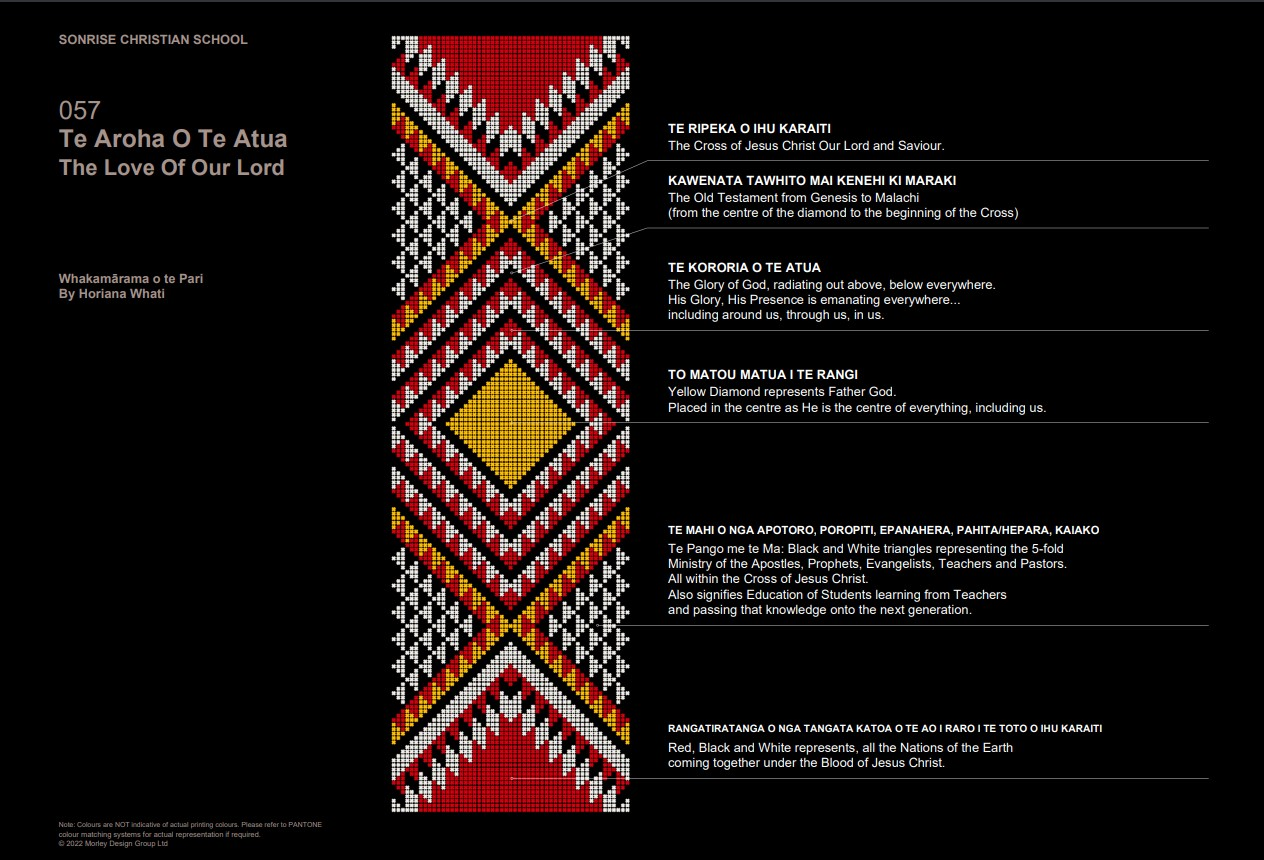 SONRISE CHRISTIAN SCHOOL
057
Te Aroha O Te Atua
The Love Of Our Lord
Whakamārama o te Pari
By Horiana Whati
TE RIPEKA O IHU KARAITI
The Cross of Jesus Christ Our Lord and Saviour.
KAWENATA TAWHITO MAI KENEHI KI MARAKI
The Old Testament from Genesis to Malachi
(from the centre of the diamond to the beginning of the Cross)
TE KORORIA O TE ATUA
The Glory of God, radiating out above, below everywhere.
His Glory, His Presence is emanating everywhere...
including around us, through us, in us.
TO MATOU MATUA I TE RANGI
Yellow Diamond represents Father God.
Placed in the centre as He is the centre of everything, including us.
TE MAHI O NGA APOTORO, POROPITI, EPANAHERA, PAHITA/HEPARA, KAIAKO
Te Pango me te Ma: Black and White triangles representing the 5-fold
Ministry of the Apostles, Prophets, Evangelists, Teachers and Pastors.
All within the Cross of Jesus Christ.
Also signifies Education of Students learning from Teachers
and passing that knowledge onto the next generation.
RANGATIRATANGA O NGA TANGATA KATOA O TE AO I RARO I TE TOTO O IHU KARAITI
Red, Black and White represents, all the Nations of the Earth
coming together under the Blood of Jesus Christ.
Note: Colours are NOT indicative of actual printing colours. Please refer to PANTONE
colour matching systems for actual representation if required.
© 2022 Morley Design Group Ltd